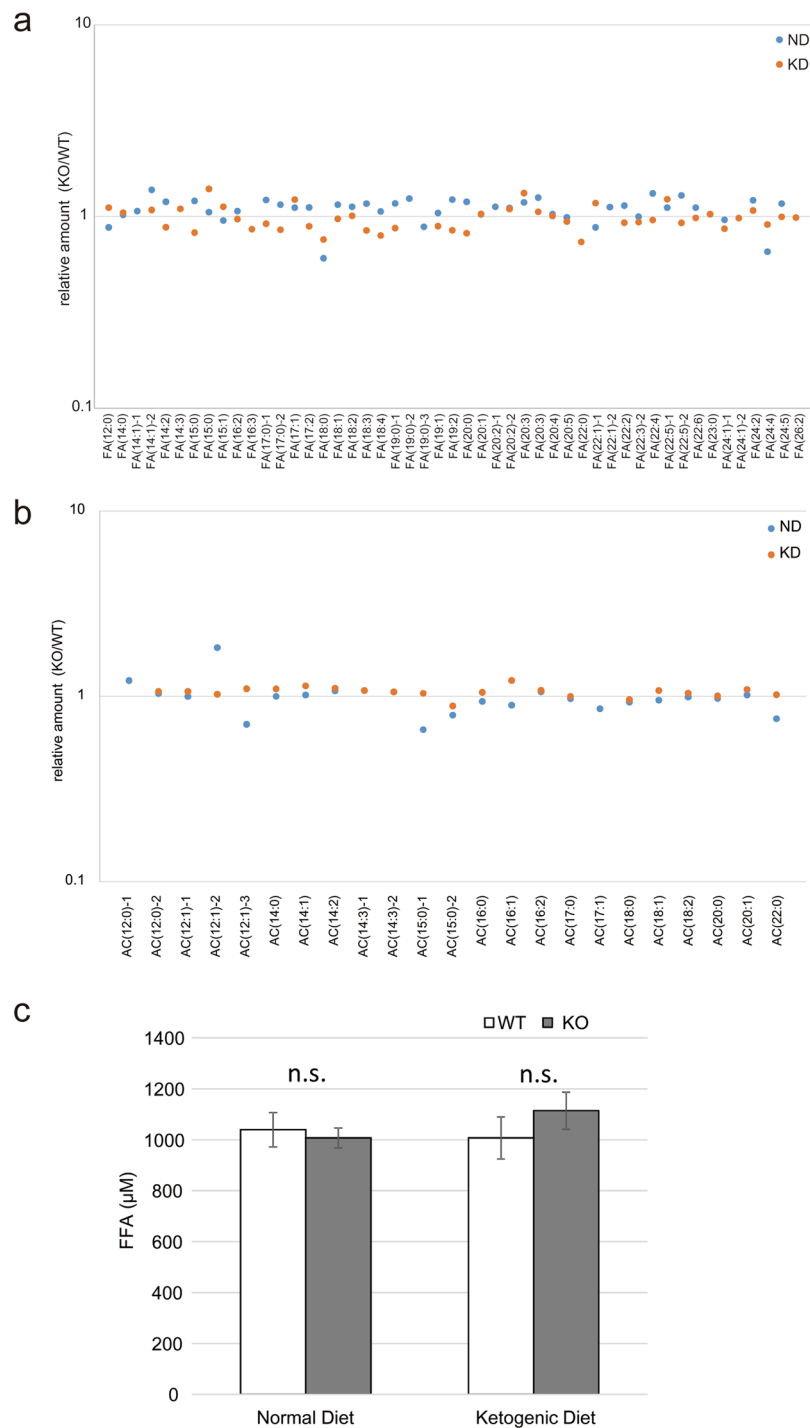 a
10
ND
KD
relative amount (KO/WT)
1
0.1
FA(12:0)
FA(14:0)
FA(14:1)-1
FA(14:1)-2
FA(14:2)
FA(14:3)
FA(15:0)
FA(15:0)
FA(15:1)
FA(16:2)
FA(16:3)
FA(17:0)-1
FA(17:0)-2
FA(17:1)
FA(17:2)
FA(18:0)
FA(18:1)
FA(18:2)
FA(18:3)
FA(18:4)
FA(19:0)-1
FA(19:0)-2
FA(19:0)-3
FA(19:1)
FA(19:2)
FA(20:0)
FA(20:1)
FA(20:2)-1
FA(20:2)-2
FA(20:3)
FA(20:3)
FA(20:4)
FA(20:5)
FA(22:0)
FA(22:1)-1
FA(22:1)-2
FA(22:2)
FA(22:3)-2
FA(22:4)
FA(22:5)-1
FA(22:5)-2
FA(22:6)
FA(23:0)
FA(24:1)-1
FA(24:1)-2
FA(24:2)
FA(24:4)
FA(24:5)
FA(26:2)
b
10
ND
KD
relative amount (KO/WT)
1
0.1
AC(12:0)-1
AC(12:0)-2
AC(12:1)-1
AC(12:1)-2
AC(12:1)-3
AC(14:0)
AC(14:1)
AC(14:2)
AC(14:3)-1
AC(14:3)-2
AC(15:0)-1
AC(15:0)-2
AC(16:0)
AC(16:1)
AC(16:2)
AC(17:0)
AC(17:1)
AC(18:0)
AC(18:1)
AC(18:2)
AC(20:0)
AC(20:1)
AC(22:0)
c
WT KO
1400
1200
1000
800
600
400
200
0
FFA (µM)
n.s. n.s.
Normal Diet Ketogenic Diet